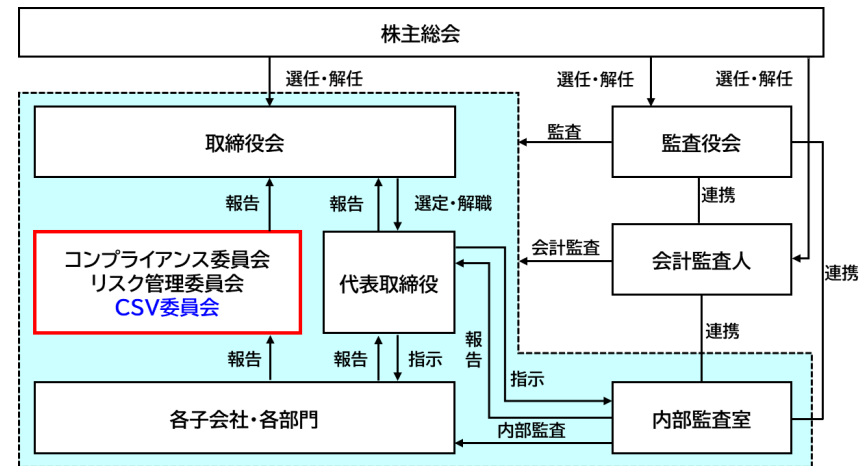 株主総会
選任・解任
選任・解任
選任・解任
取締役会
監査
監査役会
報告
報告
選定・解職
連携
コンプライアンス委員会
リスク管理委員会
CSV委員会
代表取締役
会計監査
会計監査人
連携
報告
報告
指示
報告
指示
連携
各子会社・各部門
内部監査
内部監査室